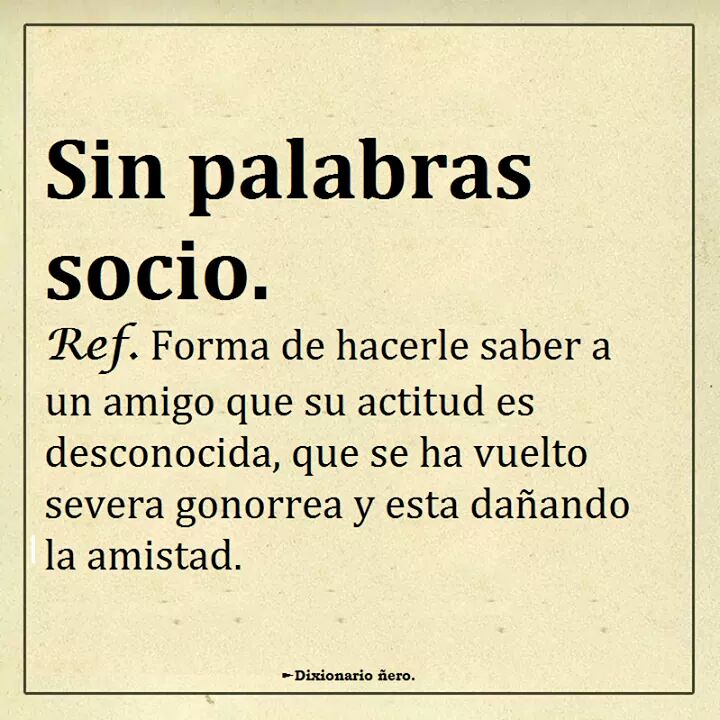 Sin palabras
socio.
Ref. Forma de hacerle saber a
un amigo que su actitud es
desconocida, que se ha vuelto
severa gonorrea y esta dañando
la amistad.
►Dixionario ñero.